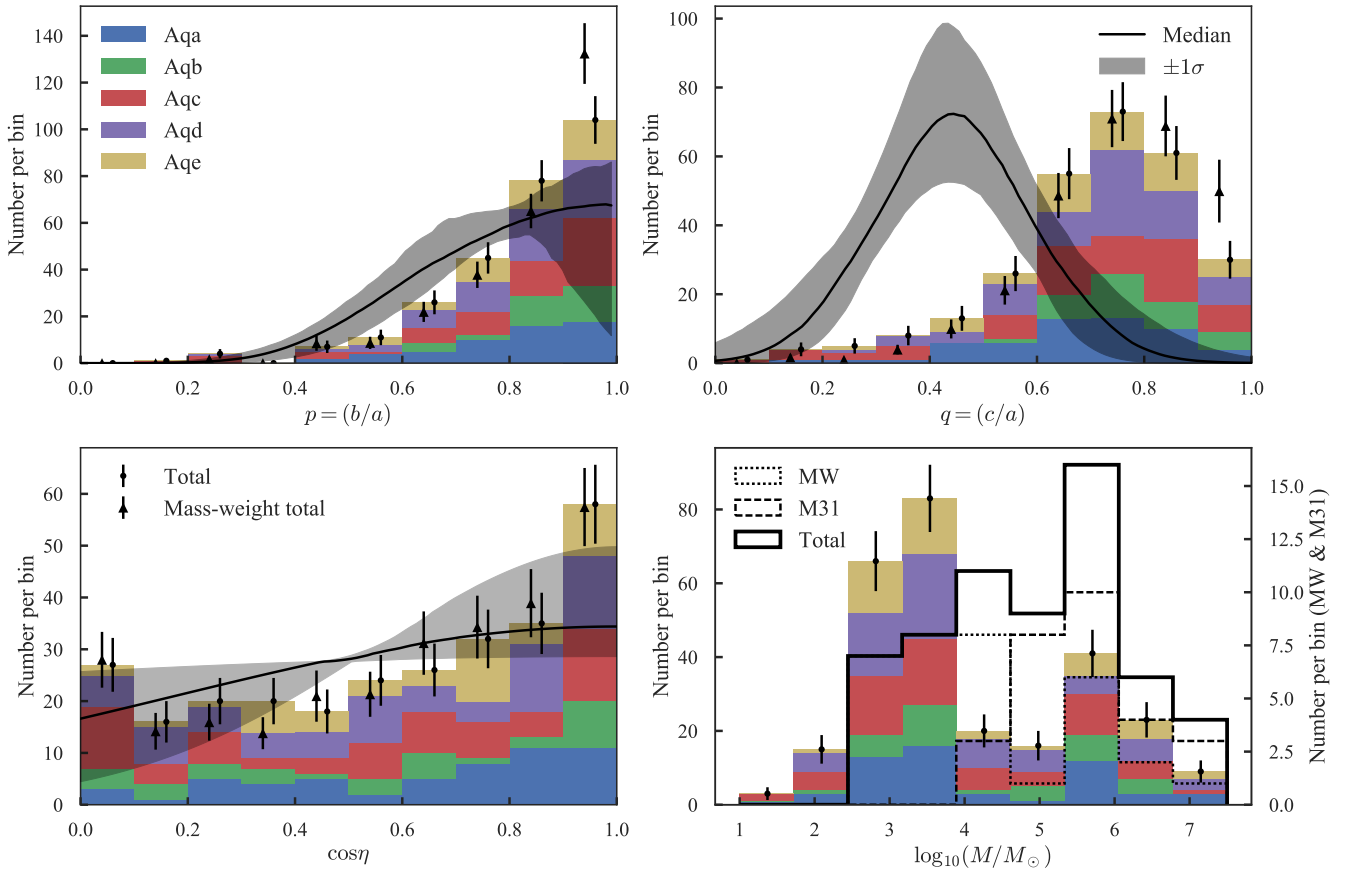 140
120
100
80
60
40
20
0
Number per bin
Aqa
Aqb
Aqc
Aqd
Aqe
0.0 0.2 0.4 0.6 0.8 1.0
p = (b/a)
100
80
60
40
20
0
Number per bin
Median
±1σ
0.0 0.2 0.4 0.6 0.8 1.0
q = (c/a)
60
50
40
30
20
10
0
Number per bin
Total
Mass-weight total
0.0 0.2 0.4 0.6 0.8 1.0
cosη
80
60
40
20
0
Number per bin
MW
M31
Total
15.0
12.5
10.0
7.5
5.0
2.5
0.0
Number per bin (MW & M31)
1 2 3 4 5 6 7
log₁₀(M/M⊙)